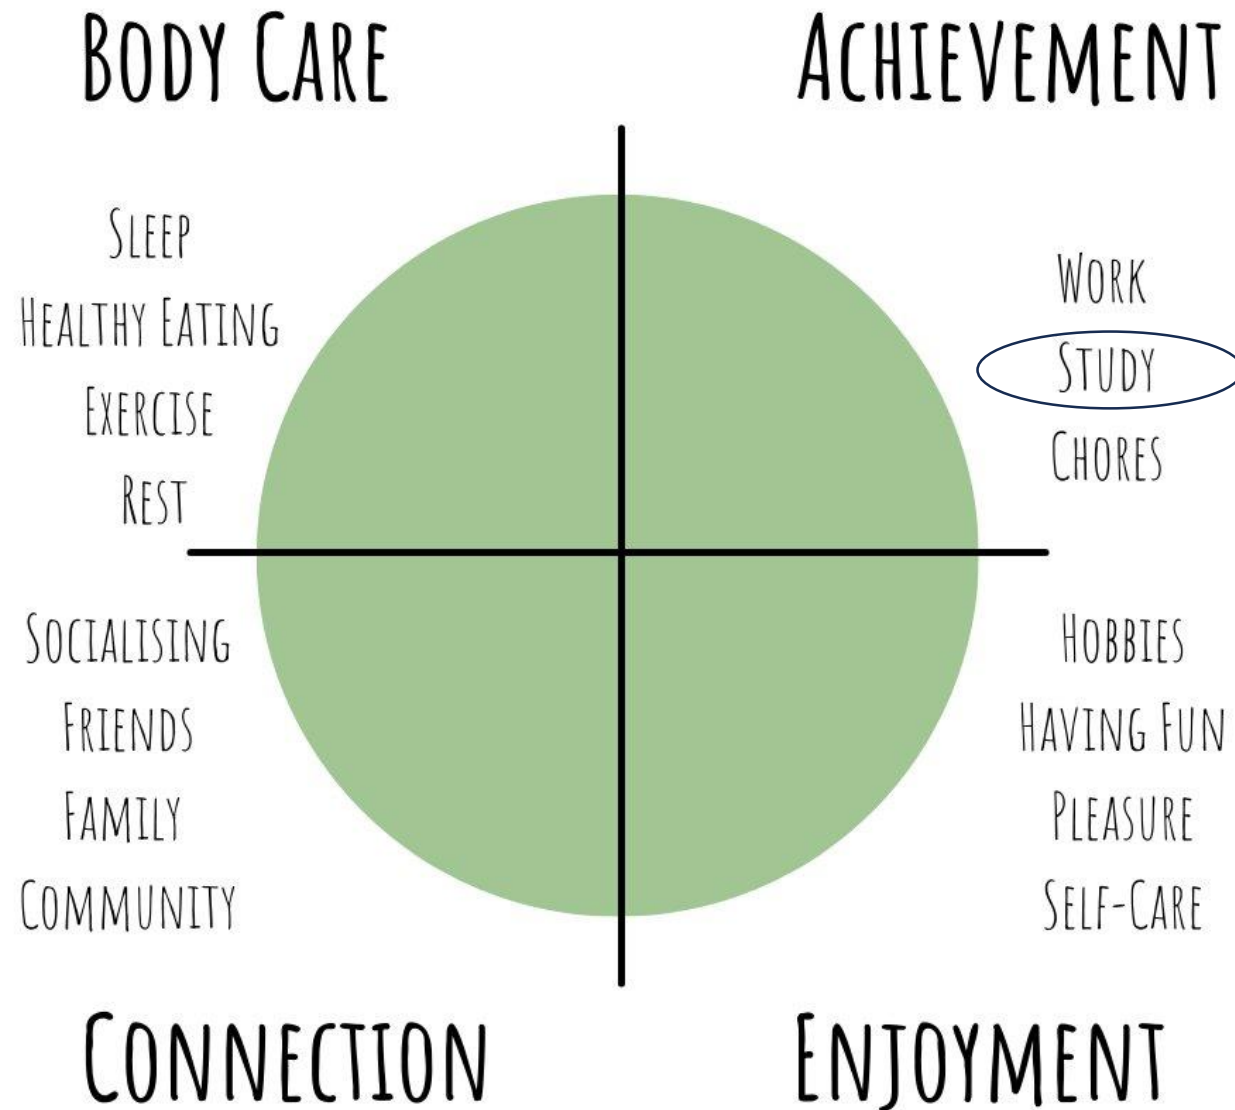 BODY CARE
ACHIEVEMENT
SLEEP
HEALTHY EATING
EXERCISE
REST
WORK
STUDY
CHORES
SOCIALISING
FRIENDS
FAMILY
COMMUNITY
HOBBIES
HAVING FUN
PLEASURE
SELF-CARE
CONNECTION
ENJOYMENT